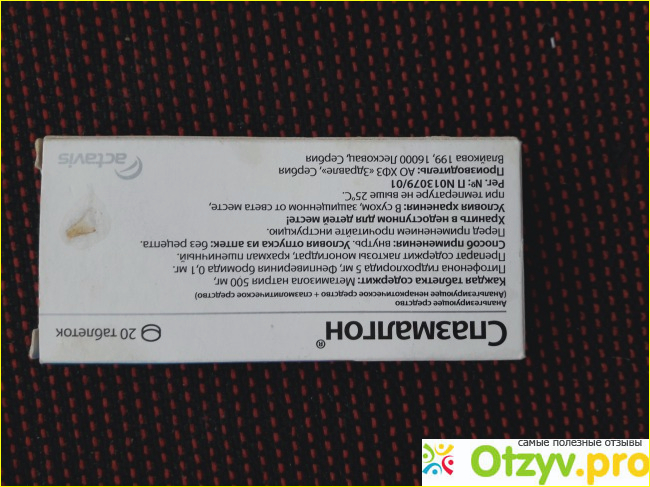 Спазмалгон®
20 таблеток
Анальгезирующее средство
(Анальгезирующее ненаркотическое средство + спазмолитическое средство)
Каждая таблетка содержит: Метамизола натрия 500 мг,
Питофенона гидрохлорида 5 мг, Фенпивериния бромида 0,1 мг.
Препарат содержит лактозы моногидрат, крахмал пшеничный.
Способ применения: внутрь. Условия отпуска из аптек: без рецепта.
Перед применением прочитайте инструкцию.
Хранить в недоступном для детей месте!
Условия хранения: В сухом, защищенном от света месте,
при температуре не выше 25°С.
Рег. №: П N013079/01
Производитель: АО ХФЗ «Здравле», Сербия
Влайкова 199, 16000 Лесковац, Сербия
actavis
самые полезные отзывы
Otzyv.pro